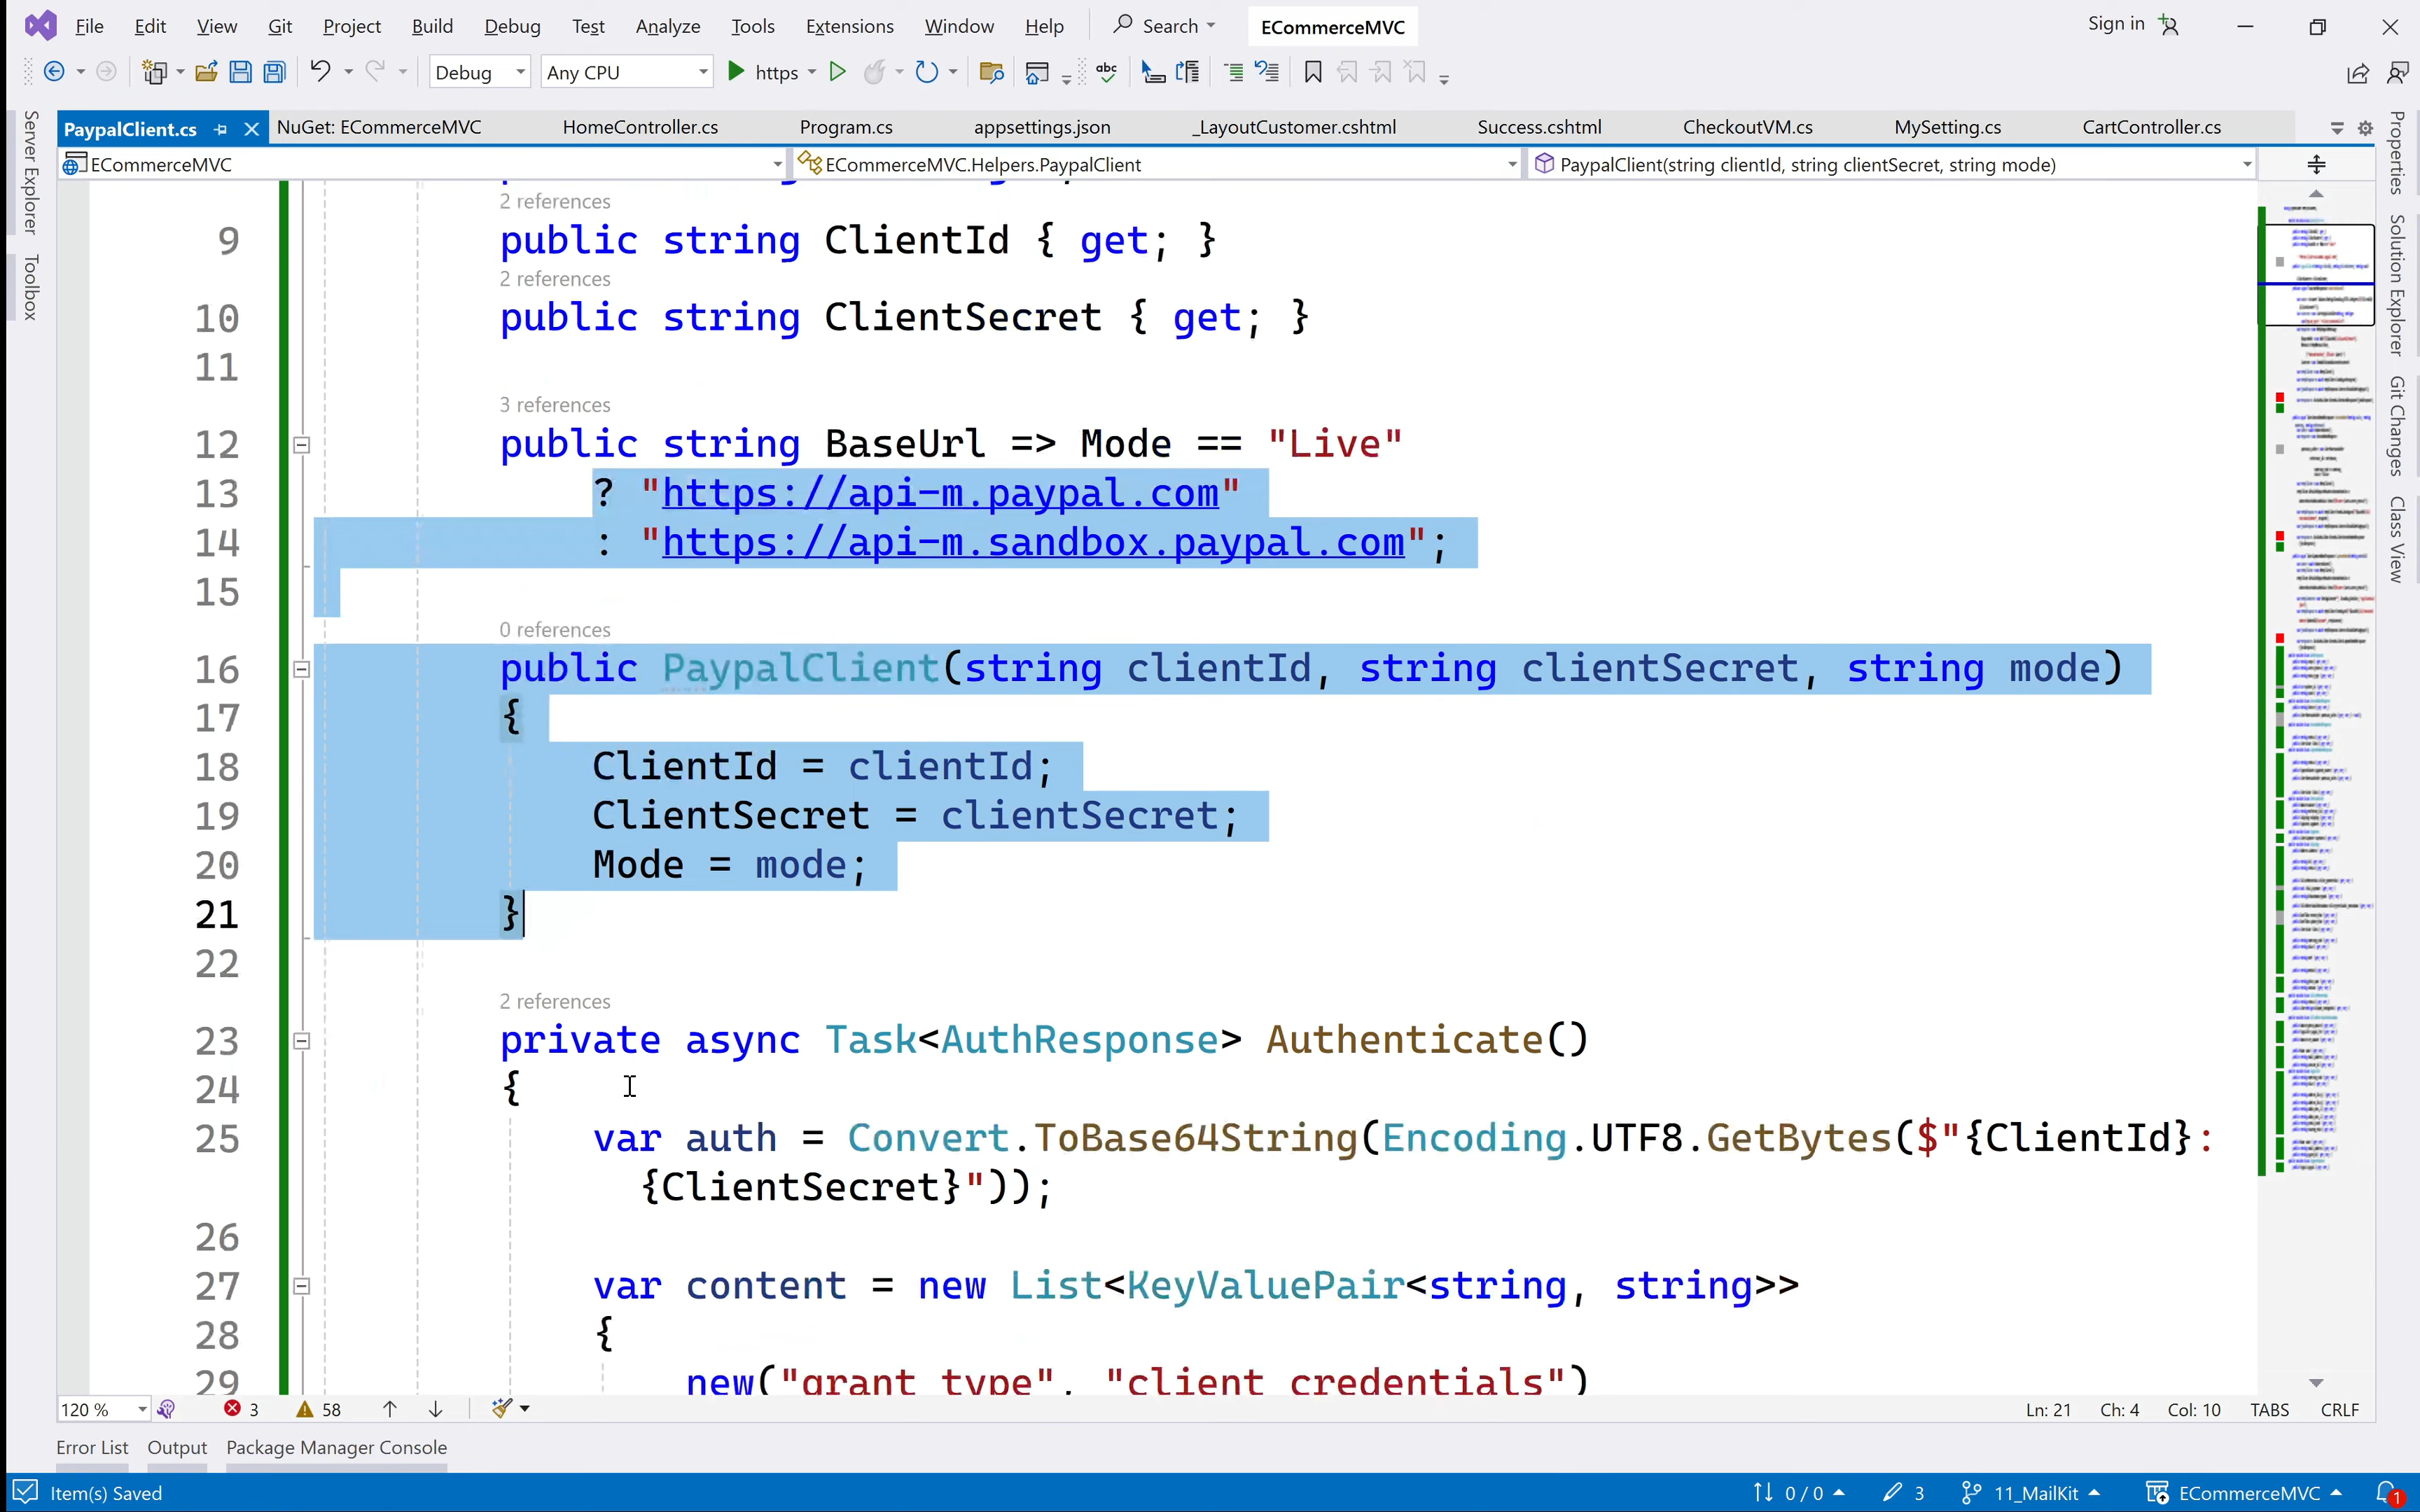 File Edit View Git Project Build Debug Test Analyze Tools Extensions Window Help Search ECommerceMVC Sign in
Debug Any CPU https
PaypalClient.cs NuGet: ECommerceMVC HomeController.cs Program.cs appsettings.json _LayoutCustomer.cshtml Success.cshtml CheckoutVM.cs MySetting.cs CartController.cs
ECommerceMVC ECommerceMVC.Helpers.PaypalClient PaypalClient(string clientId, string clientSecret, string mode)
Server Explorer
Toolbox
2 references
9 public string ClientId { get; }
2 references
10 public string ClientSecret { get; }
11
3 references
12 public string BaseUrl => Mode == "Live"
13 ? "https://api-m.paypal.com"
14 : "https://api-m.sandbox.paypal.com";
15
0 references
16 public PaypalClient(string clientId, string clientSecret, string mode)
17 {
18 ClientId = clientId;
19 ClientSecret = clientSecret;
20 Mode = mode;
21 }
22
2 references
23 private async Task<AuthResponse> Authenticate()
24 {
25 var auth = Convert.ToBase64String(Encoding.UTF8.GetBytes($"{ClientId}:
{ClientSecret}"));
26
27 var content = new List<KeyValuePair<string, string>>
28 {
29 new("grant_type", "client_credentials")
Properties
Solution Explorer
Git Changes
Class View
120 % 3 58 Ln: 21 Ch: 4 Col: 10 TABS CRLF
Error List Output Package Manager Console
Item(s) Saved 0 / 0 3 11_MailKit ECommerceMVC 1